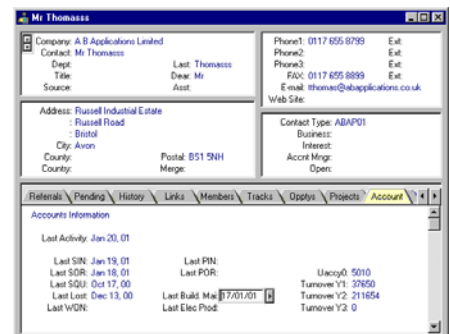 Mr Thomasss
Company: A B Applications Limited
Contact: Mr Thomasss
Dept:
Last: Thomasss
Title:
Dear: Mr
Source:
Asst:
Phone1: 0117 655 8799 Ext:
Phone2: Ext:
Phone3: Ext:
FAX: 0117 655 8899 Ext:
E-mail: tthomas@abapplications.co.uk
Web Site:
Address: Russell Industrial Estate
: Russell Road
: Bristol
City: Avon
County: Postal: BS1 5NH
County: Merge:
Contact Type: ABAP01
Business:
Interest:
Accnt Mngr:
Open:
Referrals Pending History Links Members Tracks Opptys Projects Account
Accounts Information
Last Activity: Jan 20, 01
Last SIN: Jan 19, 01 Last PIN:
Last SOR: Jan 18, 01 Last POR: Uaccy0: 5010
Last SQU: Oct 17, 00 Turnover Y1: 37650
Last Lost: Dec 13, 00 Last Build. Mai: 17/01/01 Turnover Y2: 211654
Last WON: Last Elec Prod: Turnover Y3: 0